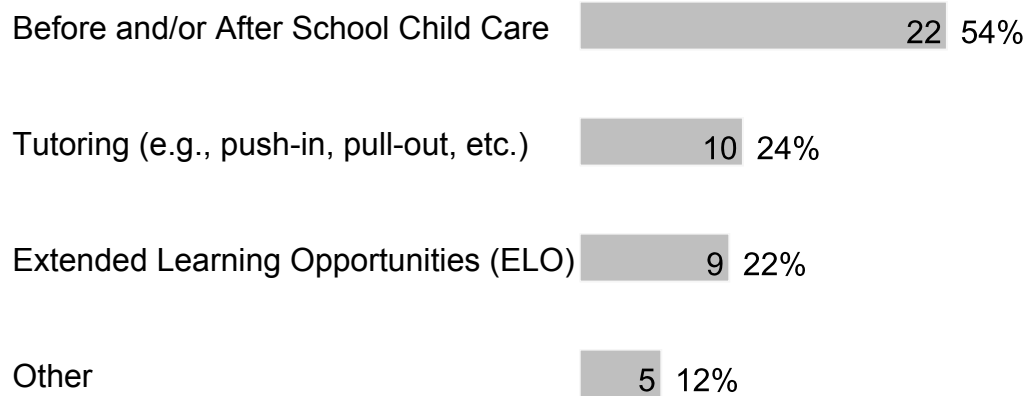 Before and/or After School Child Care 22 54%
Tutoring (e.g., push-in, pull-out, etc.) 10 24%
Extended Learning Opportunities (ELO) 9 22%
Other 5 12%